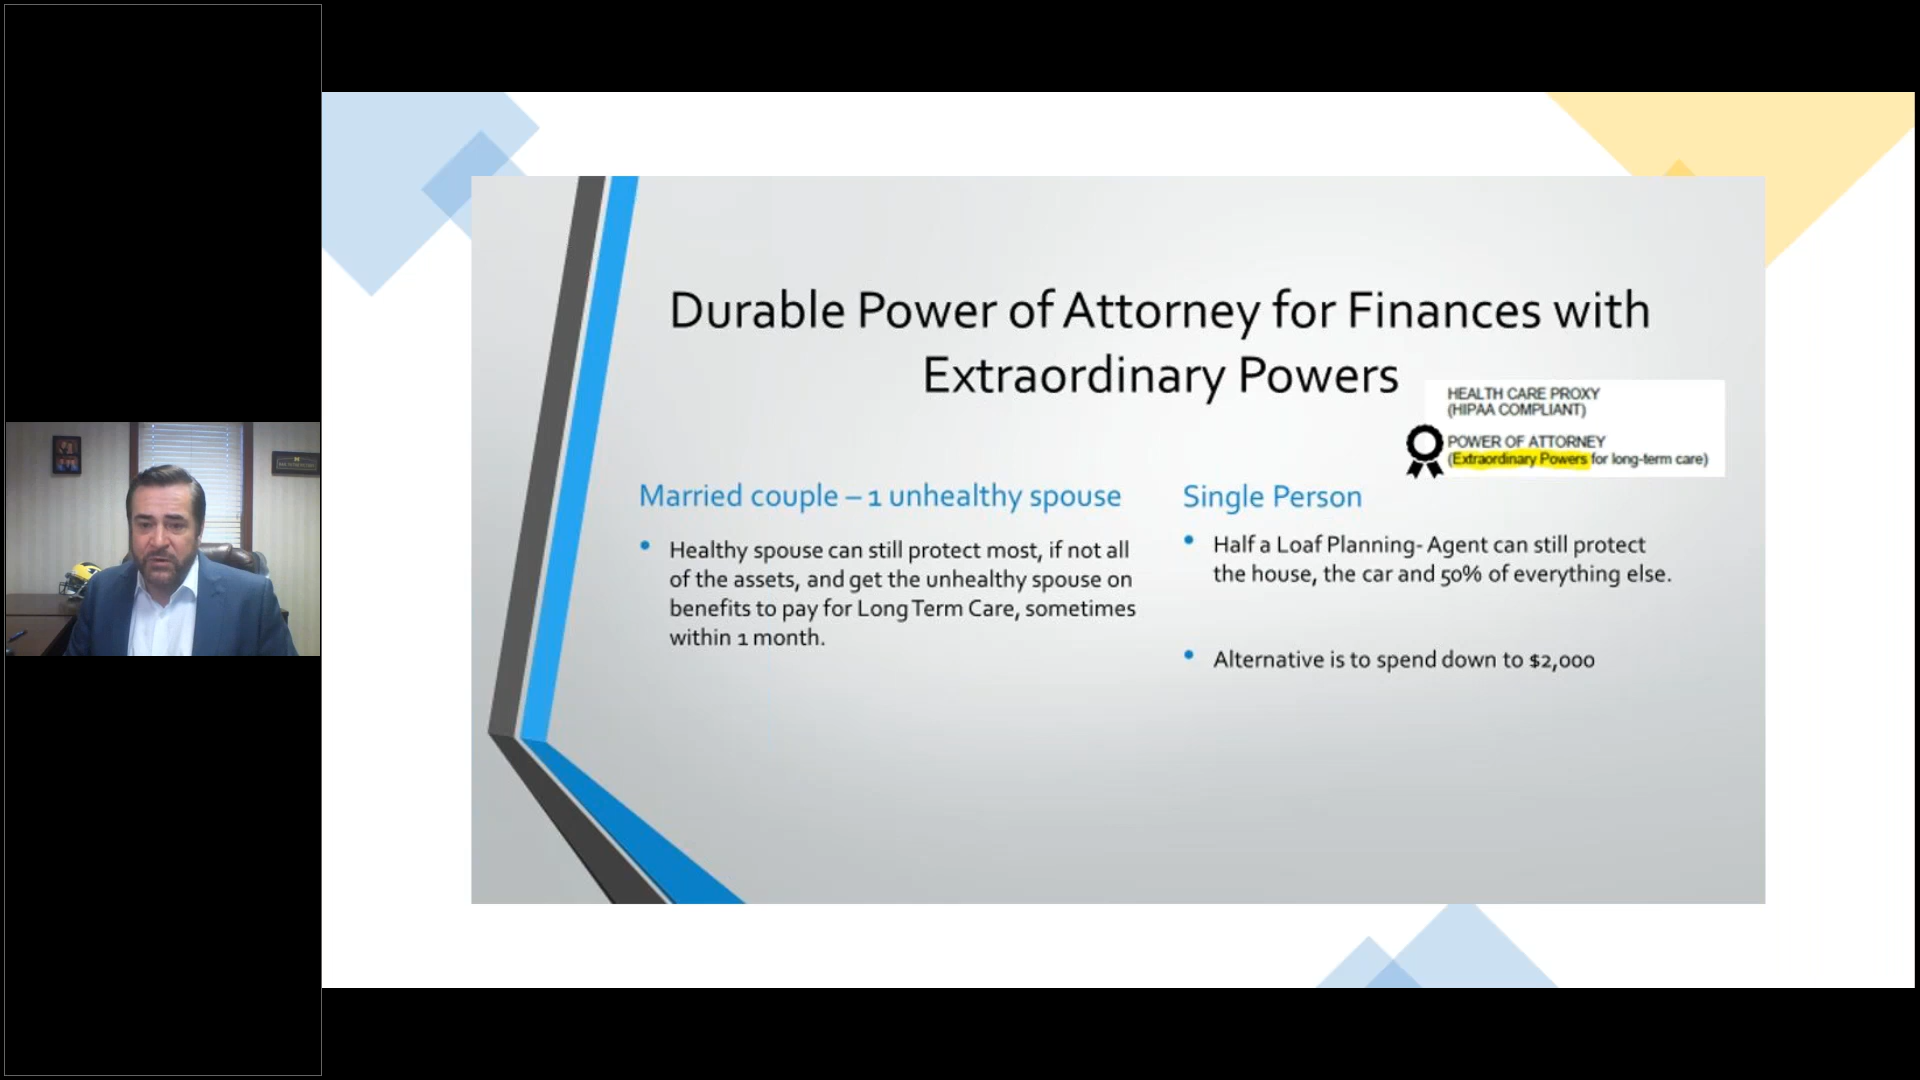 Durable Power of Attorney for Finances with
Extraordinary Powers
HEALTH CARE PROXY
(HIPAA COMPLIANT)
POWER OF ATTORNEY
(Extraordinary Powers for long-term care)
Married couple – 1 unhealthy spouse
• Healthy spouse can still protect most, if not all
of the assets, and get the unhealthy spouse on
benefits to pay for Long Term Care, sometimes
within 1 month.
Single Person
• Half a Loaf Planning- Agent can still protect
the house, the car and 50% of everything else.
• Alternative is to spend down to $2,000